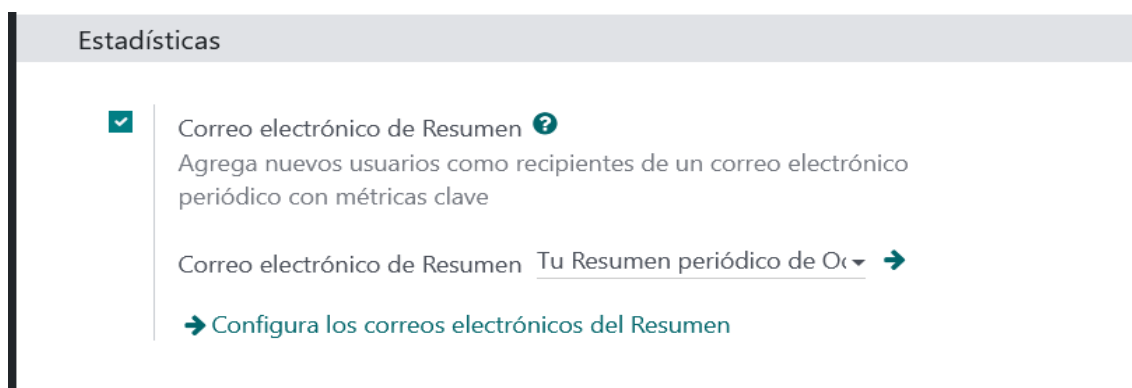 Estadísticas
Correo electrónico de Resumen
Agrega nuevos usuarios como recipientes de un correo electrónico
periódico con métricas clave
Correo electrónico de Resumen Tu Resumen periódico de
Configura los correos electrónicos del Resumen